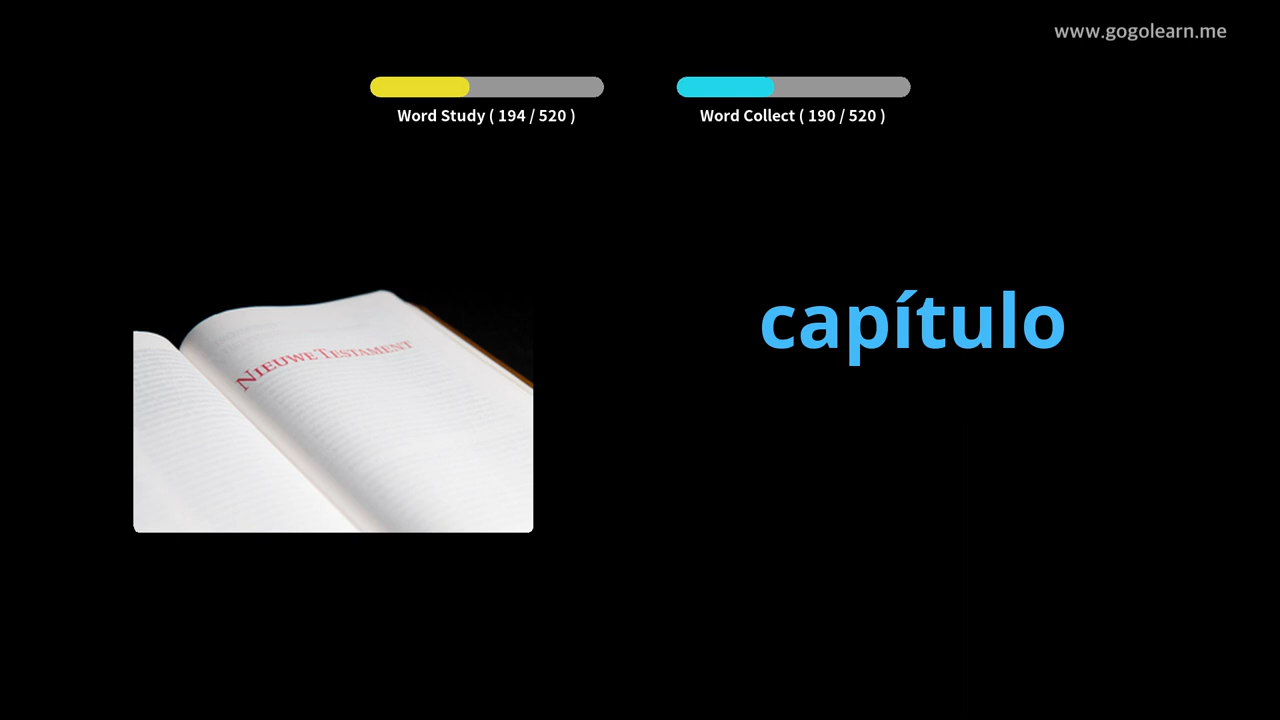 www.gogolearn.me
Word Study ( 194 / 520 )
Word Collect ( 190 / 520 )
capítulo
NIEUWE TESTAMENT